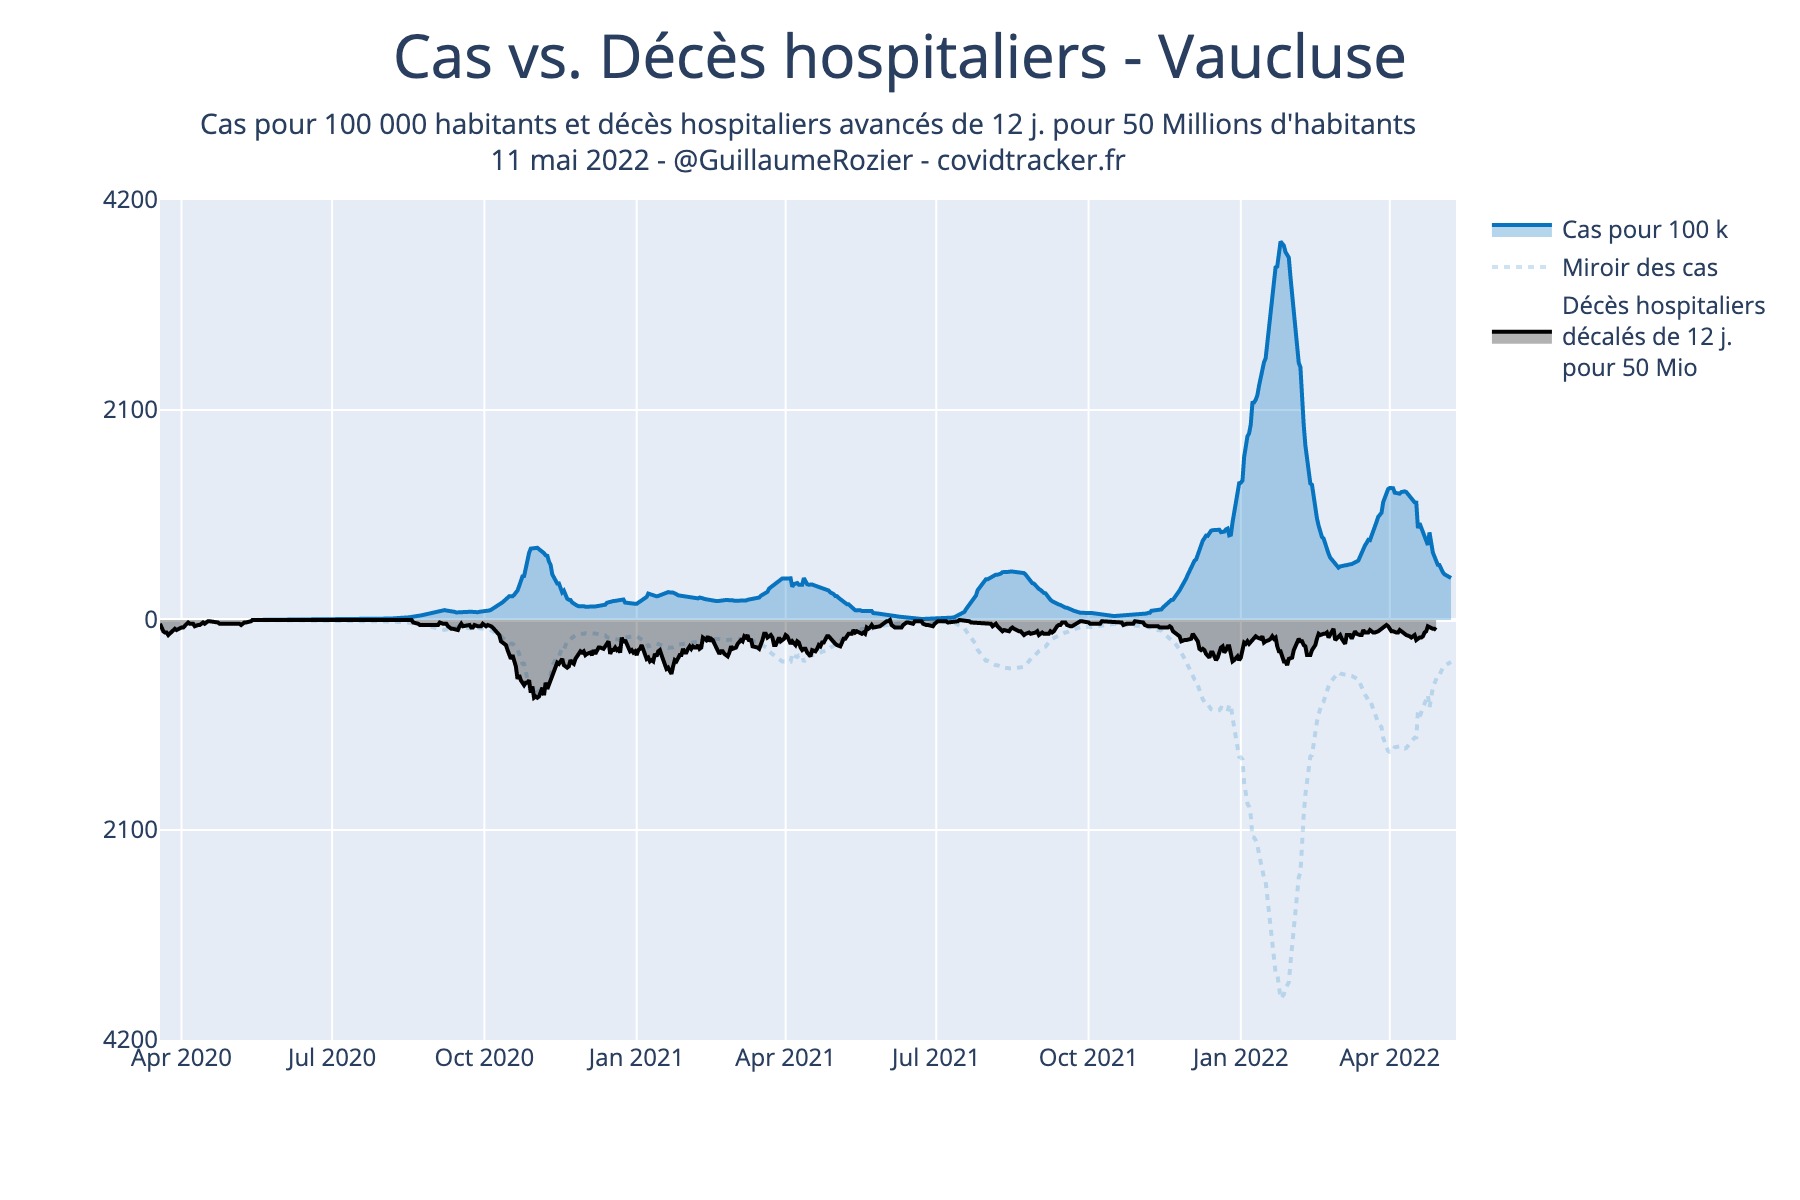 Cas vs. Décès hospitaliers - Vaucluse
Cas pour 100 000 habitants et décès hospitaliers avancés de 12 j. pour 50 Millions d'habitants
11 mai 2022 - @GuillaumeRozier - covidtracker.fr
4200
2100
0
2100
4200
Apr 2020
Jul 2020
Oct 2020
Jan 2021
Apr 2021
Jul 2021
Oct 2021
Jan 2022
Apr 2022
Cas pour 100 k
Miroir des cas
Décès hospitaliers
décalés de 12 j.
pour 50 Mio